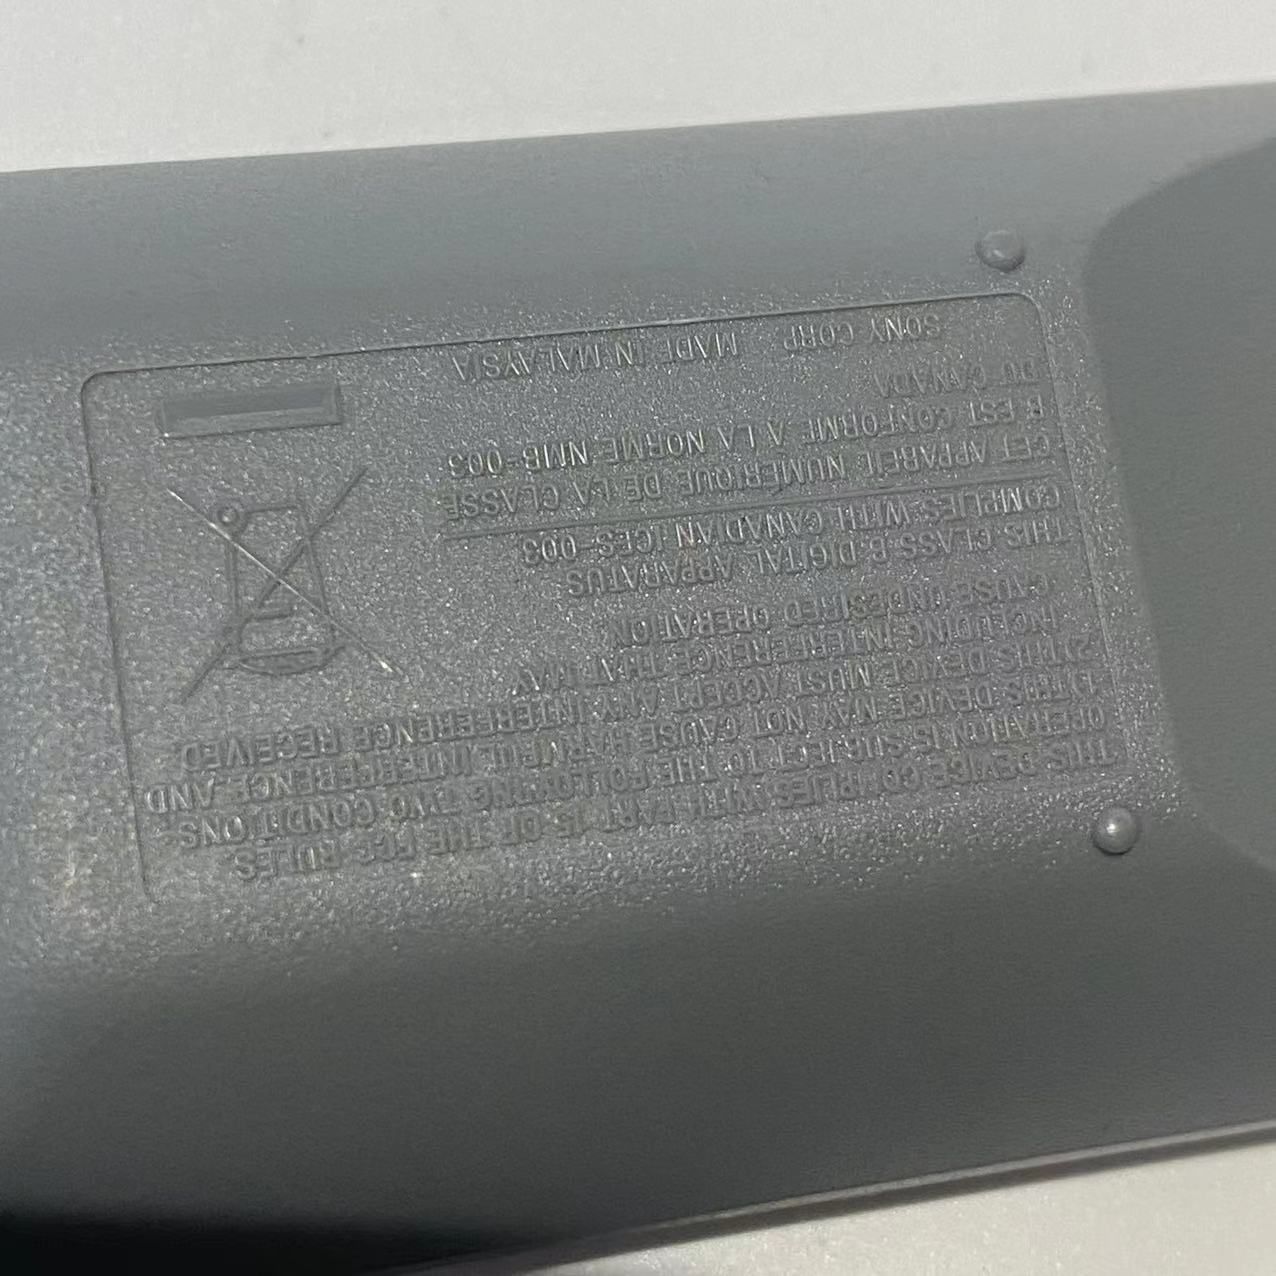 THIS DEVICE COMPLIES WITH PART 15 OF THE FCC RULES.
OPERATION IS SUBJECT TO THE FOLLOWING TWO CONDITIONS:
1)THIS DEVICE MAY NOT CAUSE HARMFUL INTERFERENCE AND
2)THIS DEVICE MUST ACCEPT ANY INTERFERENCE RECEIVED
INCLUDING INTERFERENCE THAT MAY
CAUSE UNDESIRED OPERATION
THIS CLASS B DIGITAL APPARATUS
COMPLIES WITH CANADIAN ICES-003
CET APPAREIL NUMÉRIQUE DE LA CLASSE
B EST CONFORME A LA NORME NMB-003
DU CANADA
SONY CORP MADE IN MALAYSIA